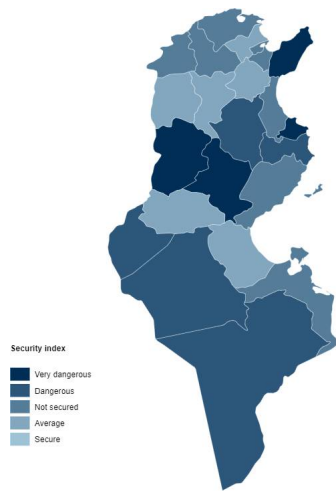 Security index
Very dangerous
Dangerous
Not secured
Average
Secure